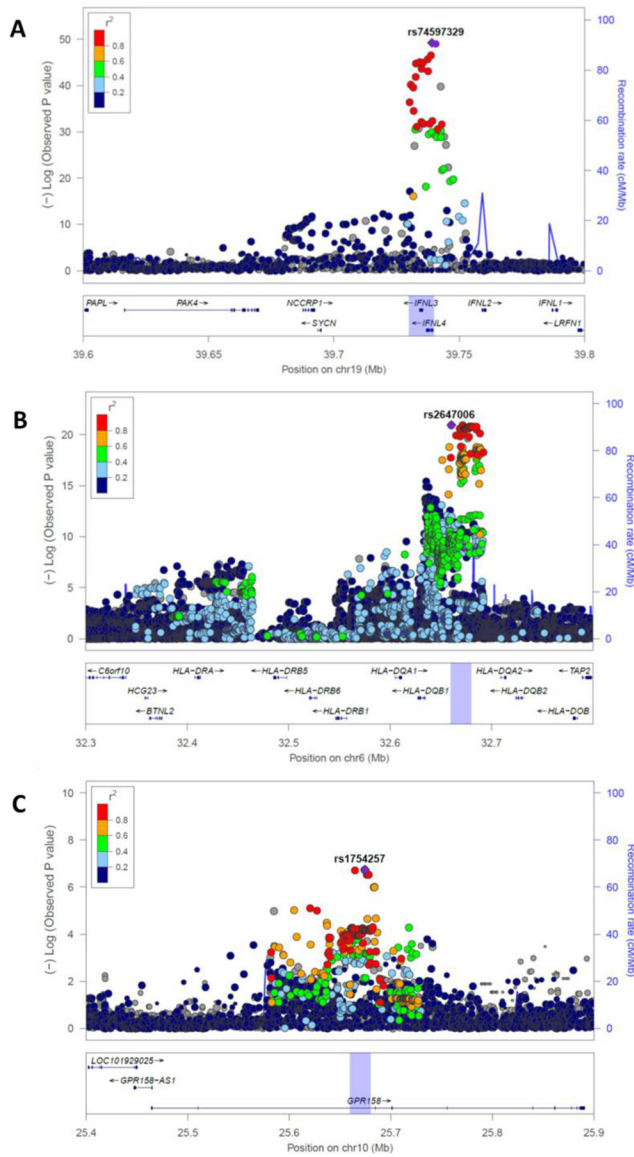 A
rs74597329
r²
0.8
0.6
0.4
0.2
50
40
30
20
10
0
100
80
60
40
20
0
(−) Log (Observed P value)
Recombination rate (cM/Mb)
PAPL→
PAK4→
NCCRP1→
←IFNL3
IFNL2→
IFNL1→
←SYCN
←IFNL4
←LRFN1
39.6 39.65 39.7 39.75 39.8
Position on chr19 (Mb)
B
rs2647006
r²
0.8
0.6
0.4
0.2
20
15
10
5
0
100
80
60
40
20
0
(−) Log (Observed P value)
Recombination rate (cM/Mb)
←C6orf10
HLA-DRA→
←HLA-DRB5
HLA-DQA1→
HLA-DQA2→
←TAP2
HCG23→
←HLA-DRB6
←HLA-DQB1
←HLA-DQB2
←BTNL2
←HLA-DRB1
←HLA-DOB
32.3 32.4 32.5 32.6 32.7
Position on chr6 (Mb)
C
rs1754257
r²
0.8
0.6
0.4
0.2
10
8
6
4
2
0
100
80
60
40
20
0
(−) Log (Observed P value)
Recombination rate (cM/Mb)
LOC101929025→
←GPR158-AS1
GPR158→
25.4 25.5 25.6 25.7 25.8 25.9
Position on chr10 (Mb)